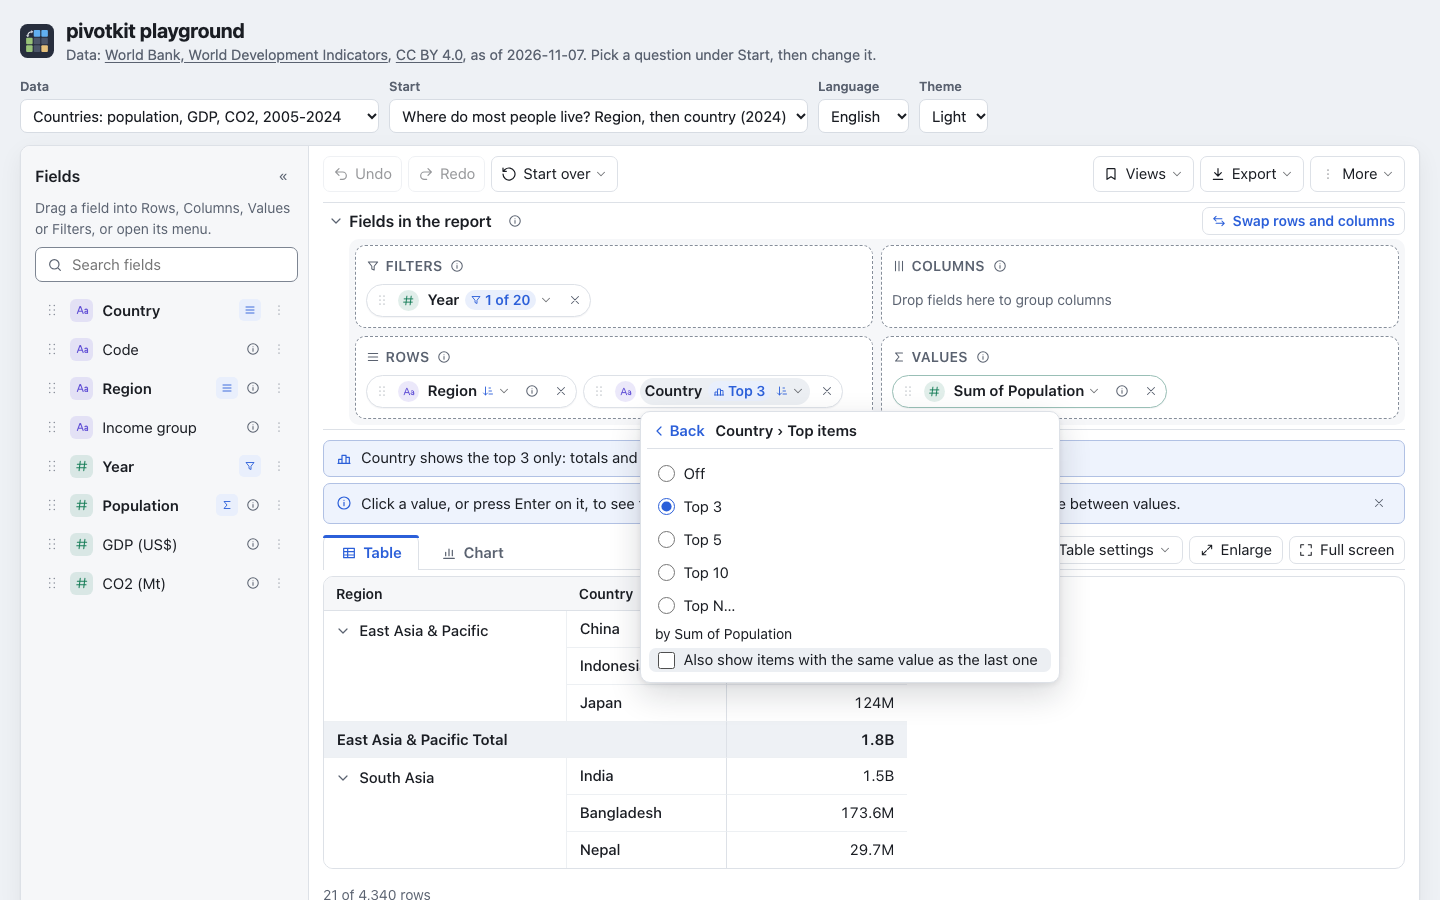 pivotkit playground
Data: World Bank, World Development Indicators, CC BY 4.0, as of 2026-11-07. Pick a question under Start, then change it.
Data
Start
Language
Theme
Countries: population, GDP, CO2, 2005-2024
Where do most people live? Region, then country (2024)
English
Light
Fields
«
Drag a field into Rows, Columns, Values
or Filters, or open its menu.
Search fields
Aa Country
Aa Code
Aa Region
Aa Income group
# Year
# Population Σ
# GDP (US$)
# CO2 (Mt)
Undo
Redo
Start over
Views
Export
More
Fields in the report
Swap rows and columns
FILTERS
# Year 1 of 20
COLUMNS
Drop fields here to group columns
ROWS
Aa Region
Aa Country Top 3
Σ VALUES
# Sum of Population
Country shows the top 3 only: totals and
Click a value, or press Enter on it, to see
between values.
Back Country › Top items
Off
Top 3
Top 5
Top 10
Top N...
by Sum of Population
Also show items with the same value as the last one
Table
Chart
Table settings
Enlarge
Full screen
Region Country
East Asia & Pacific China
Japan 124M
East Asia & Pacific Total 1.8B
South Asia India 1.5B
Bangladesh 173.6M
Nepal 29.7M
21 of 4,340 rows